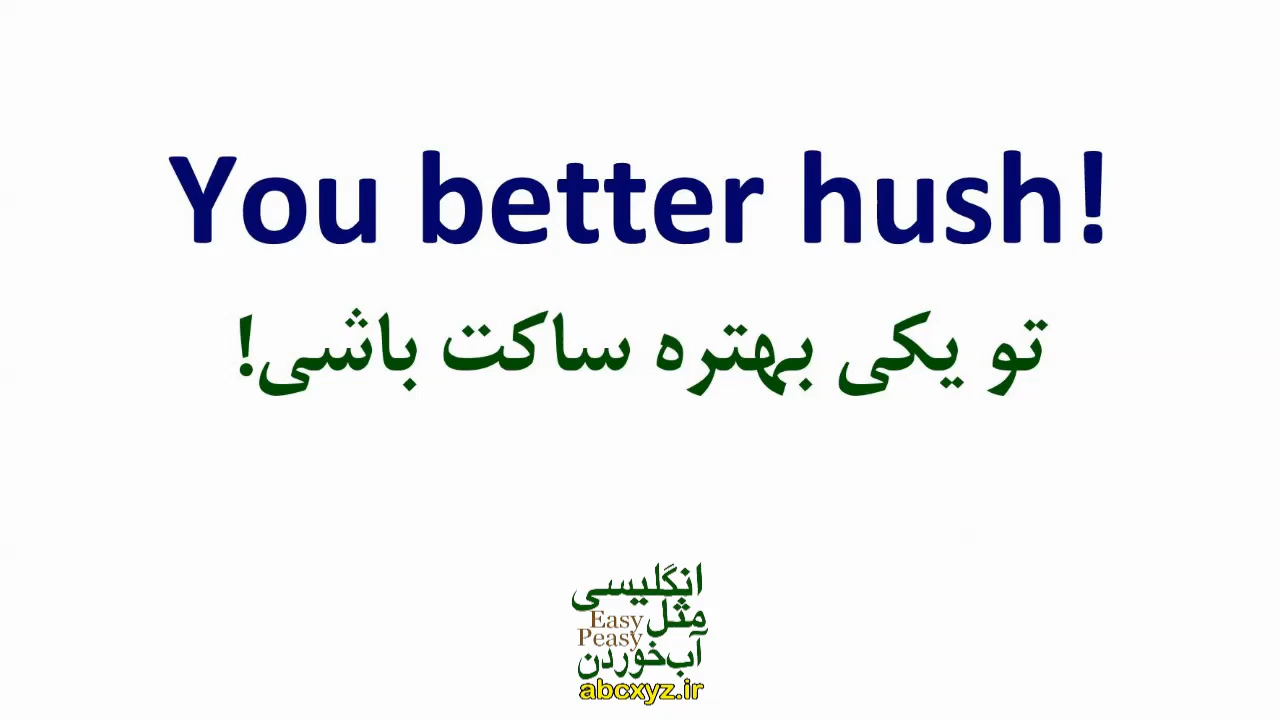 You better hush!
تو یکی بهتره ساکت باشی!
انگلیسی
مثل
Easy
Peasy
آب‌خوردن
abcxyz.ir